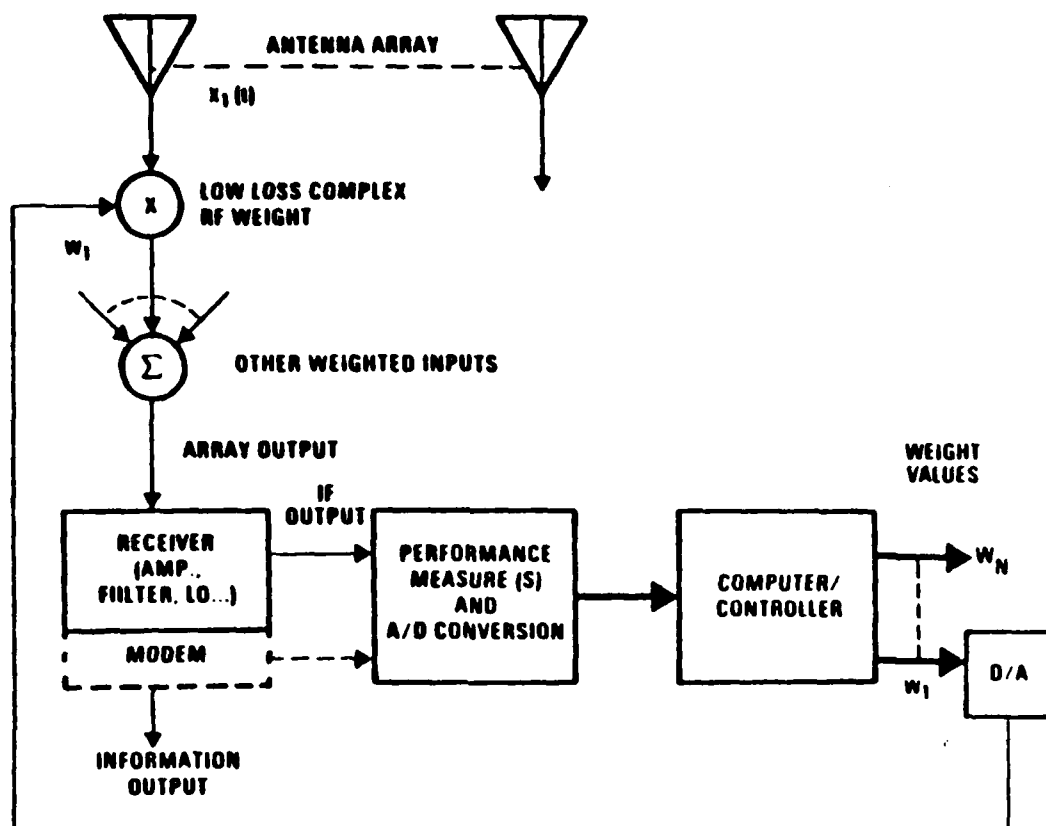 ANTENNA ARRAY
X1 (t)
X
LOW LOSS COMPLEX
RF WEIGHT
W1
Σ
OTHER WEIGHTED INPUTS
ARRAY OUTPUT
IF
OUTPUT
WEIGHT
VALUES
RECEIVER
(AMP.,
FIILTER, LO...)
MODEM
PERFORMANCE
MEASURE (S)
AND
A/D CONVERSION
COMPUTER/
CONTROLLER
WN
W1
D/A
INFORMATION
OUTPUT